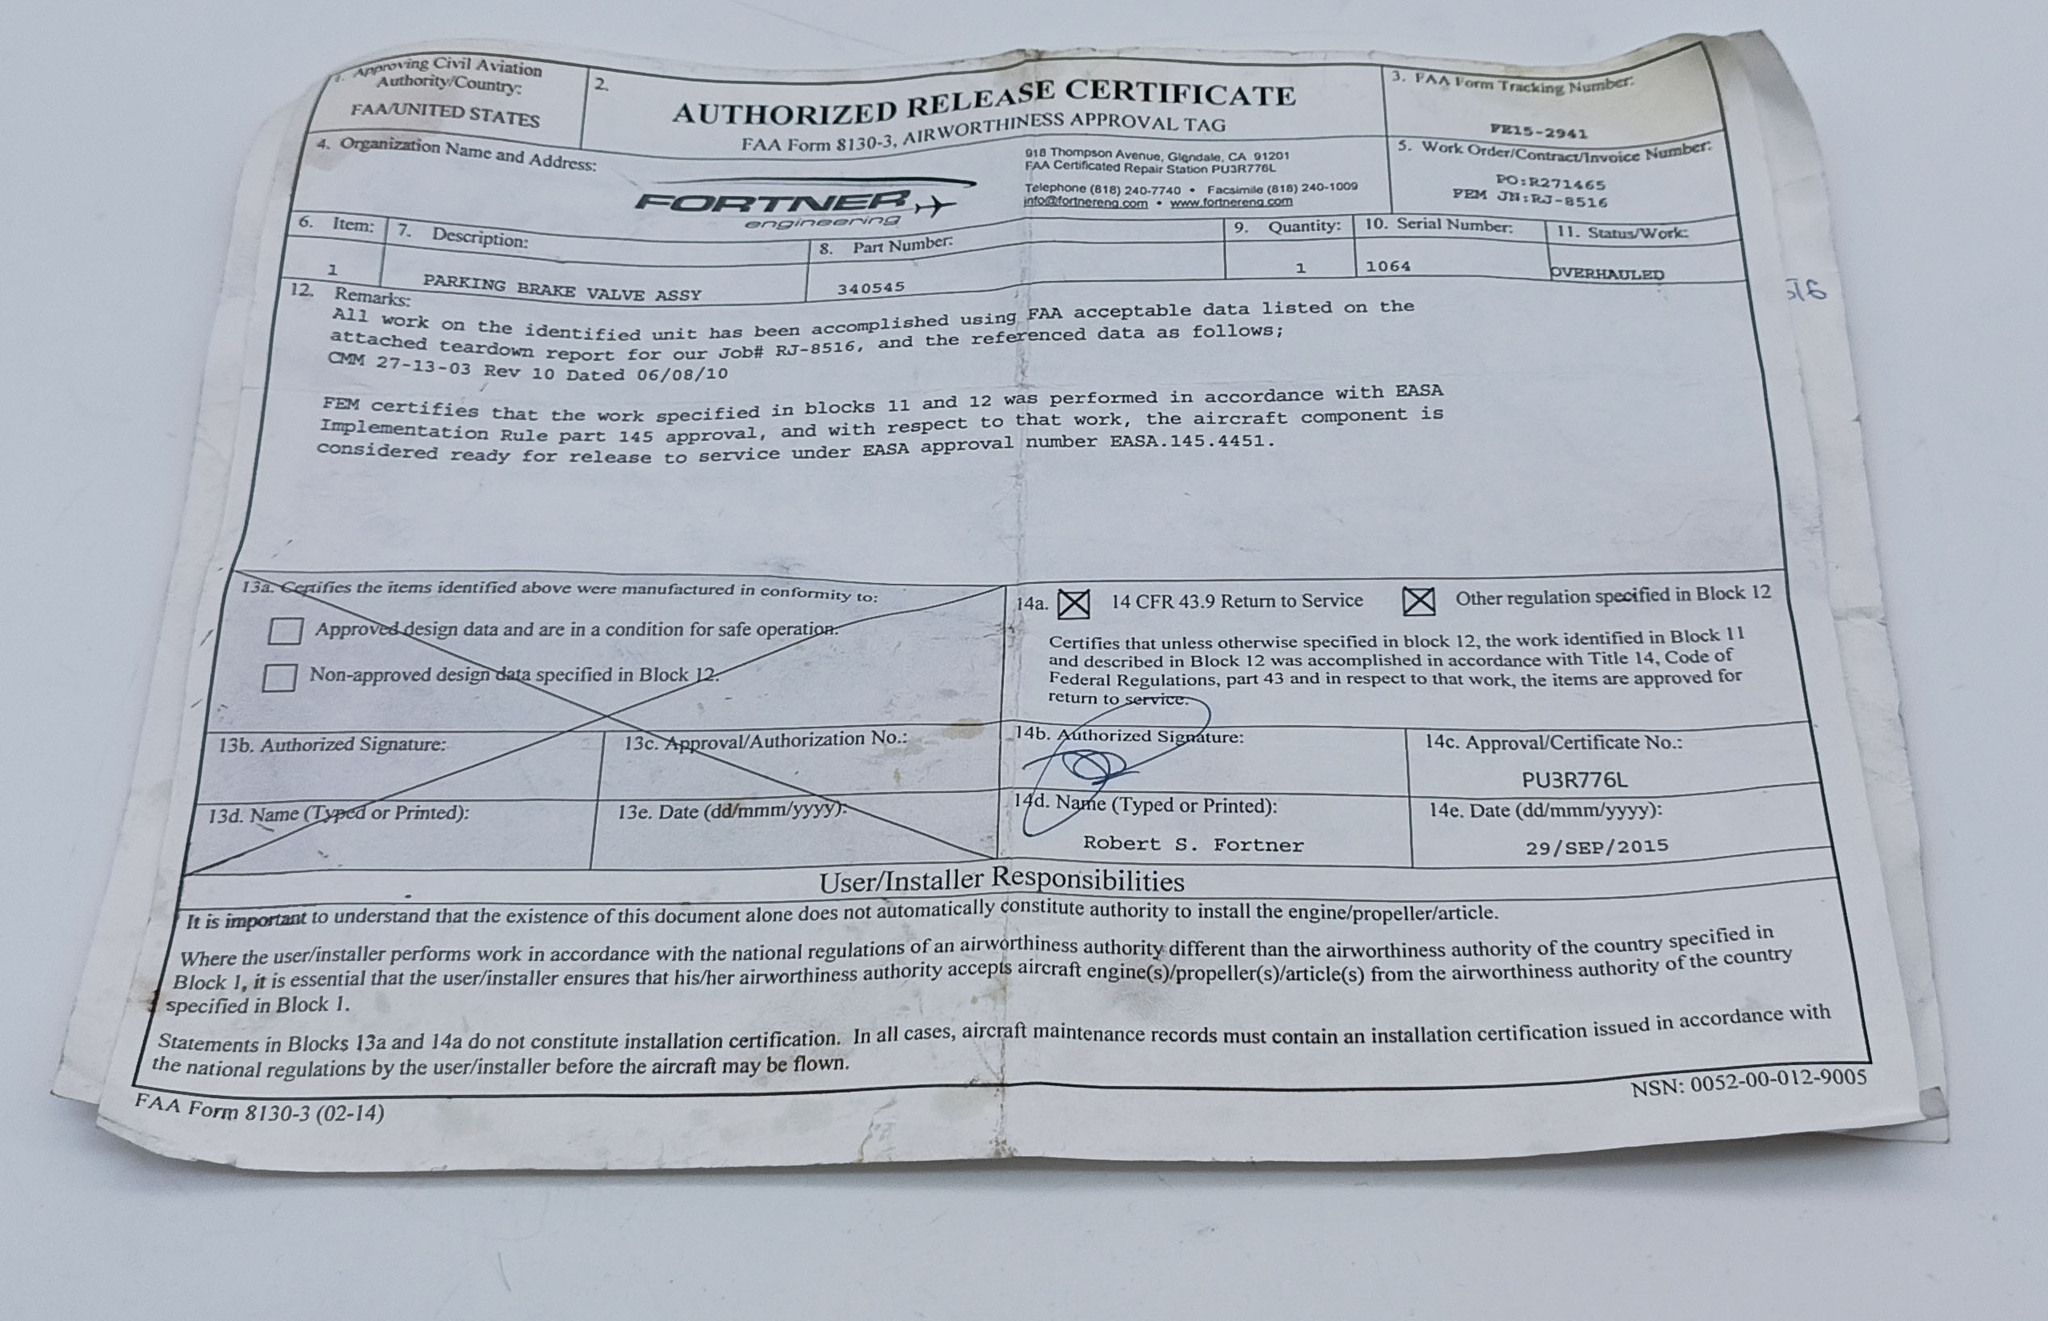 1. Approving Civil Aviation
Authority/Country:
FAA/UNITED STATES
2.
AUTHORIZED RELEASE CERTIFICATE
FAA Form 8130-3, AIRWORTHINESS APPROVAL TAG
3. FAA Form Tracking Number:
FE15-2941
4. Organization Name and Address:
FORTNER
engineering
918 Thompson Avenue, Glendale, CA 91201
FAA Certificated Repair Station PU3R776L
Telephone (818) 240-7740 • Facsimile (818) 240-1009
info@fortnereng.com • www.fortnereng.com
5. Work Order/Contract/Invoice Number:
PO:R271465
FEM JN:RJ-8516
6. Item:
1
7. Description:
PARKING BRAKE VALVE ASSY
8. Part Number:
340545
9. Quantity:
1
10. Serial Number:
1064
11. Status/Work:
OVERHAULED
12. Remarks:
All work on the identified unit has been accomplished using FAA acceptable data listed on the
attached teardown report for our Job# RJ-8516, and the referenced data as follows;
CMM 27-13-03 Rev 10 Dated 06/08/10
FEM certifies that the work specified in blocks 11 and 12 was performed in accordance with EASA
Implementation Rule part 145 approval, and with respect to that work, the aircraft component is
considered ready for release to service under EASA approval number EASA.145.4451.
13a. Certifies the items identified above were manufactured in conformity to:
Approved design data and are in a condition for safe operation.
Non-approved design data specified in Block 12.
14a. 14 CFR 43.9 Return to Service Other regulation specified in Block 12
Certifies that unless otherwise specified in block 12, the work identified in Block 11
and described in Block 12 was accomplished in accordance with Title 14, Code of
Federal Regulations, part 43 and in respect to that work, the items are approved for
return to service.
13b. Authorized Signature:
13c. Approval/Authorization No.:
14b. Authorized Signature:
14c. Approval/Certificate No.:
PU3R776L
13d. Name (Typed or Printed):
13e. Date (dd/mmm/yyyy):
14d. Name (Typed or Printed):
Robert S. Fortner
14e. Date (dd/mmm/yyyy):
29/SEP/2015
User/Installer Responsibilities
It is important to understand that the existence of this document alone does not automatically constitute authority to install the engine/propeller/article.
Where the user/installer performs work in accordance with the national regulations of an airworthiness authority different than the airworthiness authority of the country specified in
Block 1, it is essential that the user/installer ensures that his/her airworthiness authority accepts aircraft engine(s)/propeller(s)/article(s) from the airworthiness authority of the country
specified in Block 1.
Statements in Blocks 13a and 14a do not constitute installation certification. In all cases, aircraft maintenance records must contain an installation certification issued in accordance with
the national regulations by the user/installer before the aircraft may be flown.
FAA Form 8130-3 (02-14)
NSN: 0052-00-012-9005